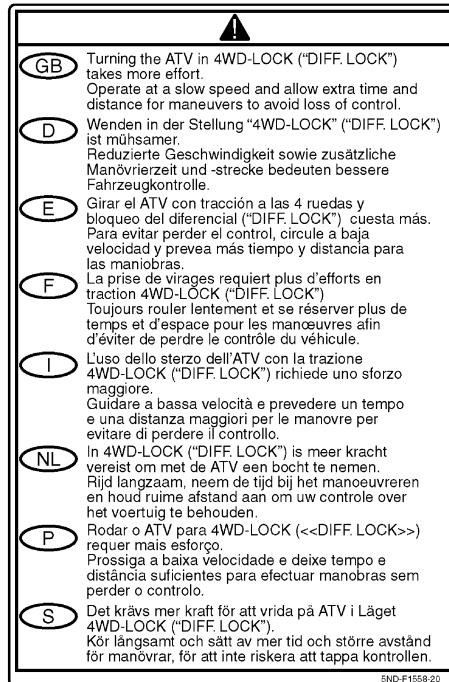 GB
Turning the ATV in 4WD-LOCK (“DIFF. LOCK”)
takes more effort.
Operate at a slow speed and allow extra time and
distance for maneuvers to avoid loss of control.
D
Wenden in der Stellung “4WD-LOCK” (“DIFF. LOCK”)
ist mühsamer.
Reduzierte Geschwindigkeit sowie zusätzliche
Manövrierzeit und -strecke bedeuten bessere
Fahrzeugkontrolle.
E
Girar el ATV con tracción a las 4 ruedas y
bloqueo del diferencial (“DIFF. LOCK”) cuesta más.
Para evitar perder el control, circule a baja
velocidad y prevea más tiempo y distancia para
las maniobras.
F
La prise de virages requiert plus d’efforts en
traction 4WD-LOCK (“DIFF. LOCK”)
Toujours rouler lentement et se réserver plus de
temps et d’espace pour les manœuvres afin
d’éviter de perdre le contrôle du véhicule.
I
L’uso dello sterzo dell’ATV con la trazione
4WD-LOCK (“DIFF. LOCK”) richiede uno sforzo
maggiore.
Guidare a bassa velocità e prevedere un tempo
e una distanza maggiori per le manovre per
evitare di perdere il controllo.
NL
In 4WD-LOCK (“DIFF. LOCK”) is meer kracht
vereist om met de ATV een bocht te nemen.
Rijd langzaam, neem de tijd bij het manoeuvreren
en houd ruime afstand aan om uw controle over
het voertuig te behouden.
P
Rodar o ATV para 4WD-LOCK (<<DIFF. LOCK>>)
requer mais esforço.
Prossiga a baixa velocidade e deixe tempo e
distância suficientes para efectuar manobras sem
perder o controlo.
S
Det krävs mer kraft för att vrida på ATV i Läget
4WD-LOCK (“DIFF. LOCK”).
Kör långsamt och sätt av mer tid och större avstånd
för manövrar, för att inte riskera att tappa kontrollen.
5ND-F1558-20